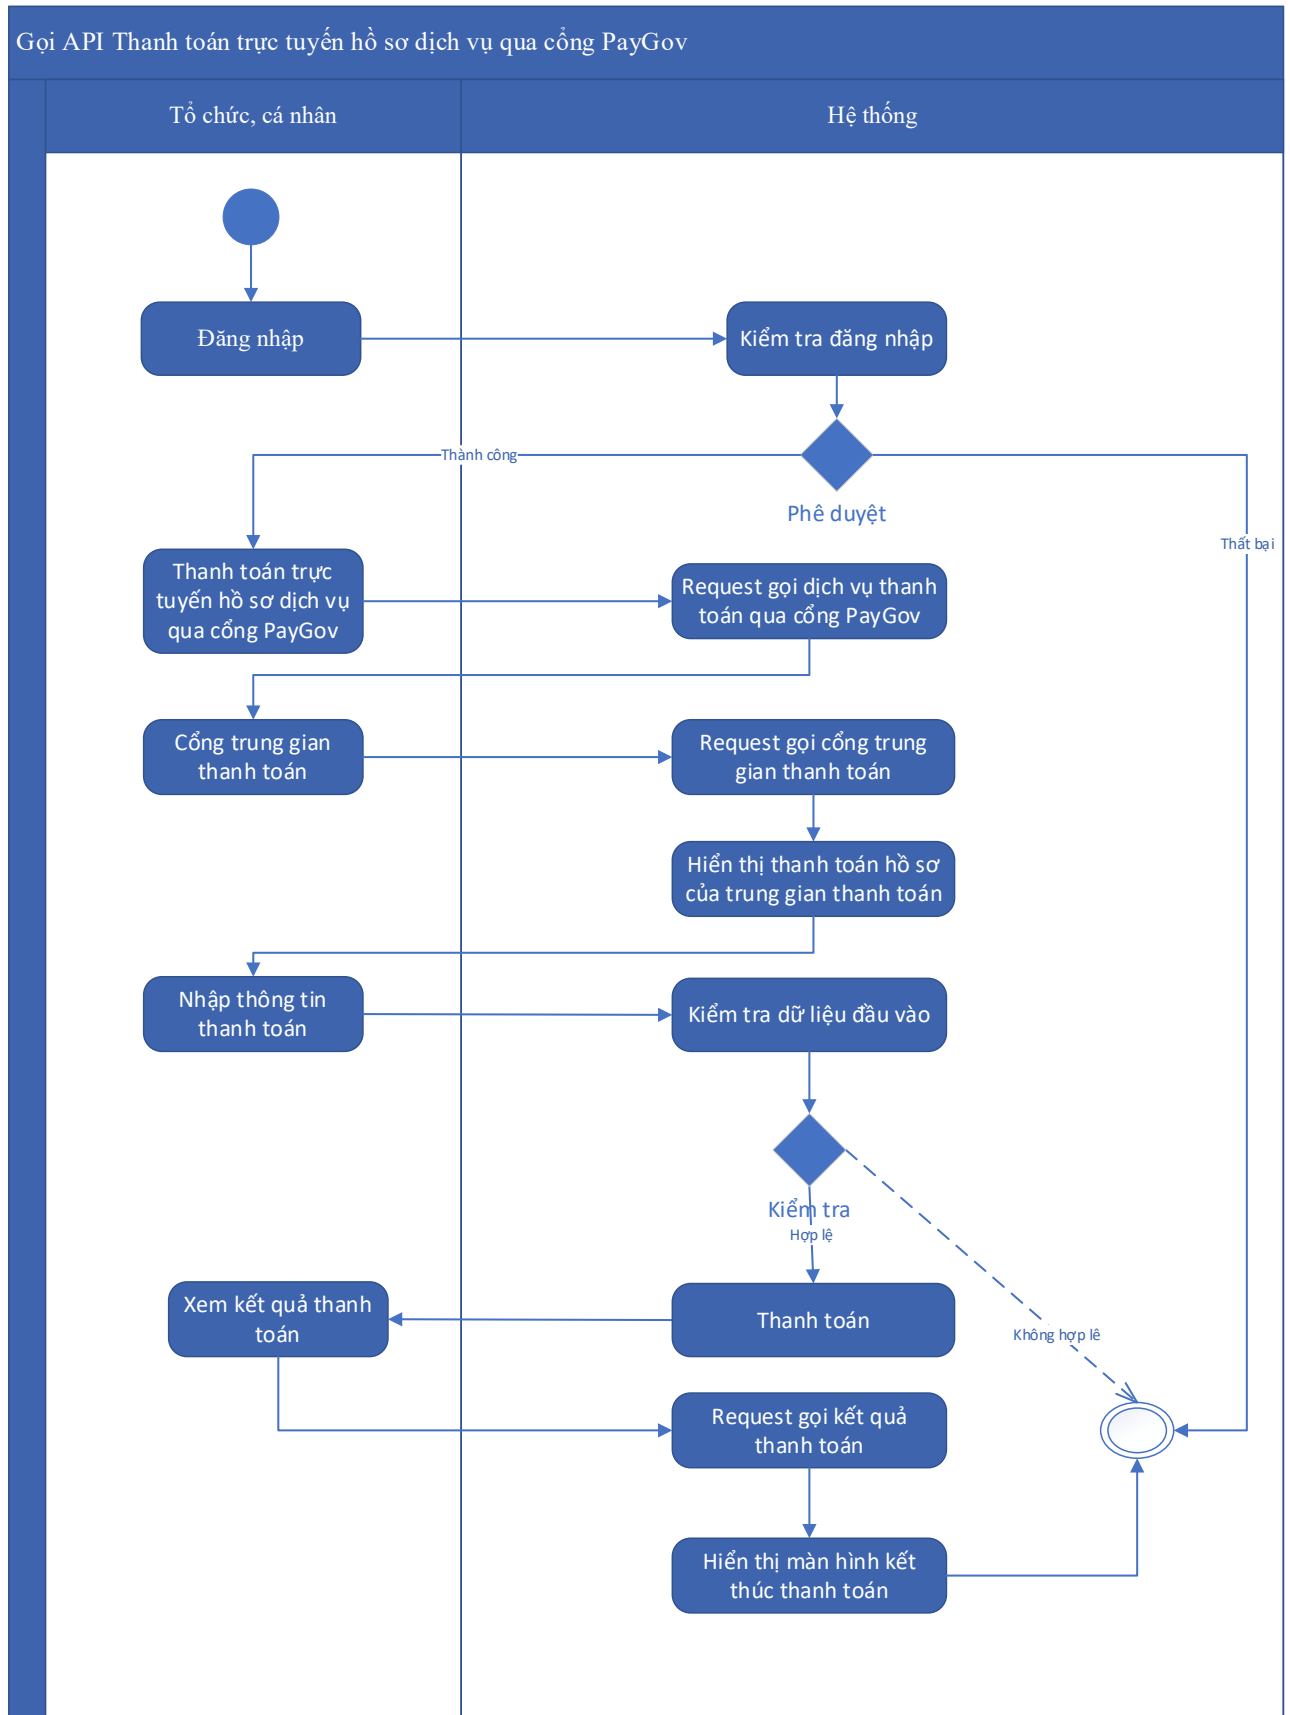 Gọi API Thanh toán trực tuyến hồ sơ dịch vụ qua cổng PayGov
Tổ chức, cá nhân
Hệ thống
Đăng nhập
Kiểm tra đăng nhập
Thành công
Phê duyệt
Thất bại
Thanh toán trực
tuyến hồ sơ dịch vụ
qua cổng PayGov
Request gọi dịch vụ thanh
toán qua cổng PayGov
Cổng trung gian
thanh toán
Request gọi cổng trung
gian thanh toán
Hiển thị thanh toán hồ sơ
của trung gian thanh toán
Nhập thông tin
thanh toán
Kiểm tra dữ liệu đầu vào
Kiểm tra
Hợp lệ
Xem kết quả thanh
toán
Thanh toán
Không hợp lê
Request gọi kết quả
thanh toán
Hiển thị màn hình kết
thúc thanh toán